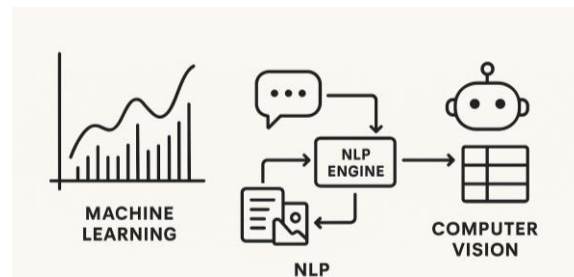 MACHINE
LEARNING
NLP
ENGINE
NLP
COMPUTER
VISION